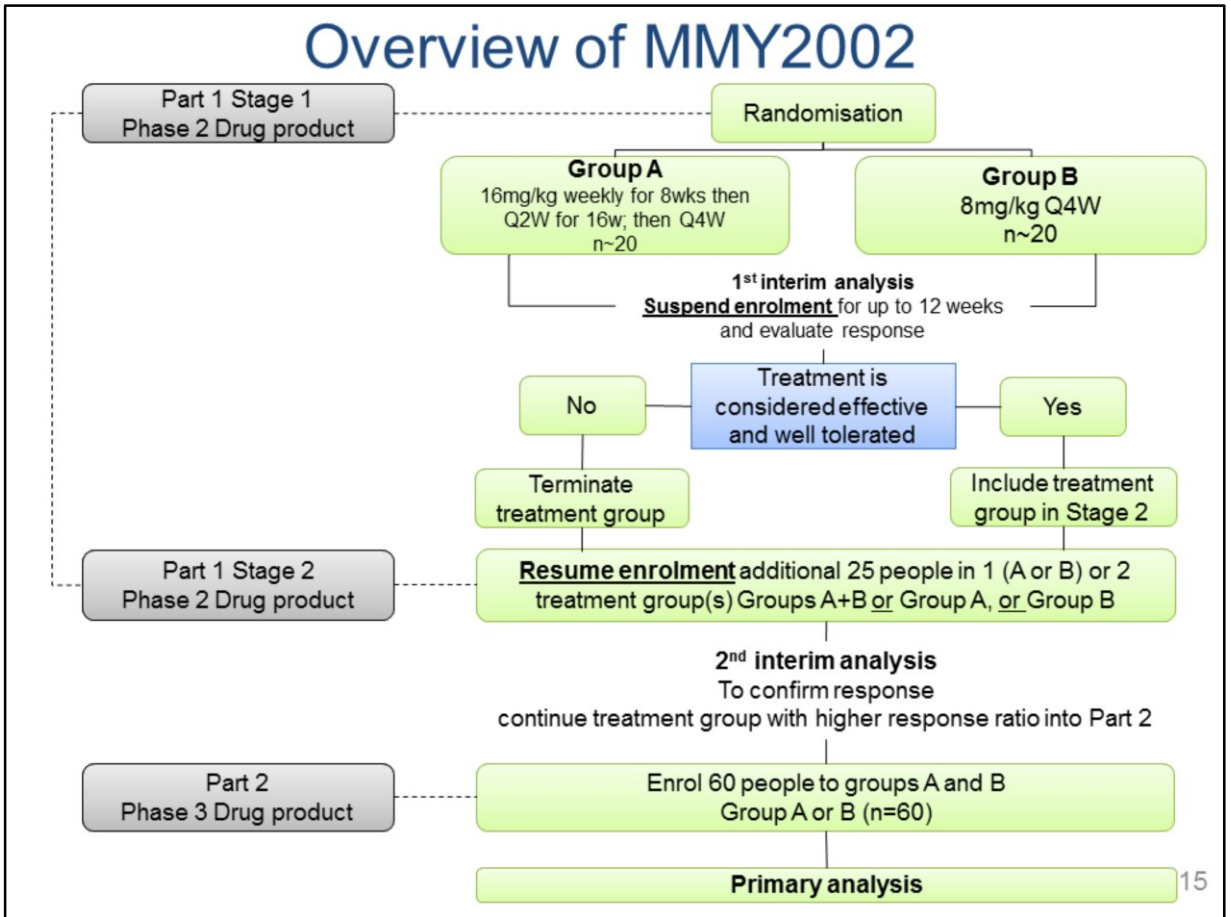 Overview of MMY2002
Part 1 Stage 1
Phase 2 Drug product
Randomisation
Group A
16mg/kg weekly for 8wks then
Q2W for 16w; then Q4W
n~20
Group B
8mg/kg Q4W
n~20
1st interim analysis
Suspend enrolment for up to 12 weeks
and evaluate response
No
Treatment is
considered effective
and well tolerated
Yes
Terminate
treatment group
Include treatment
group in Stage 2
Part 1 Stage 2
Phase 2 Drug product
Resume enrolment additional 25 people in 1 (A or B) or 2
treatment group(s) Groups A+B or Group A, or Group B
2nd interim analysis
To confirm response
continue treatment group with higher response ratio into Part 2
Part 2
Phase 3 Drug product
Enrol 60 people to groups A and B
Group A or B (n=60)
Primary analysis
15